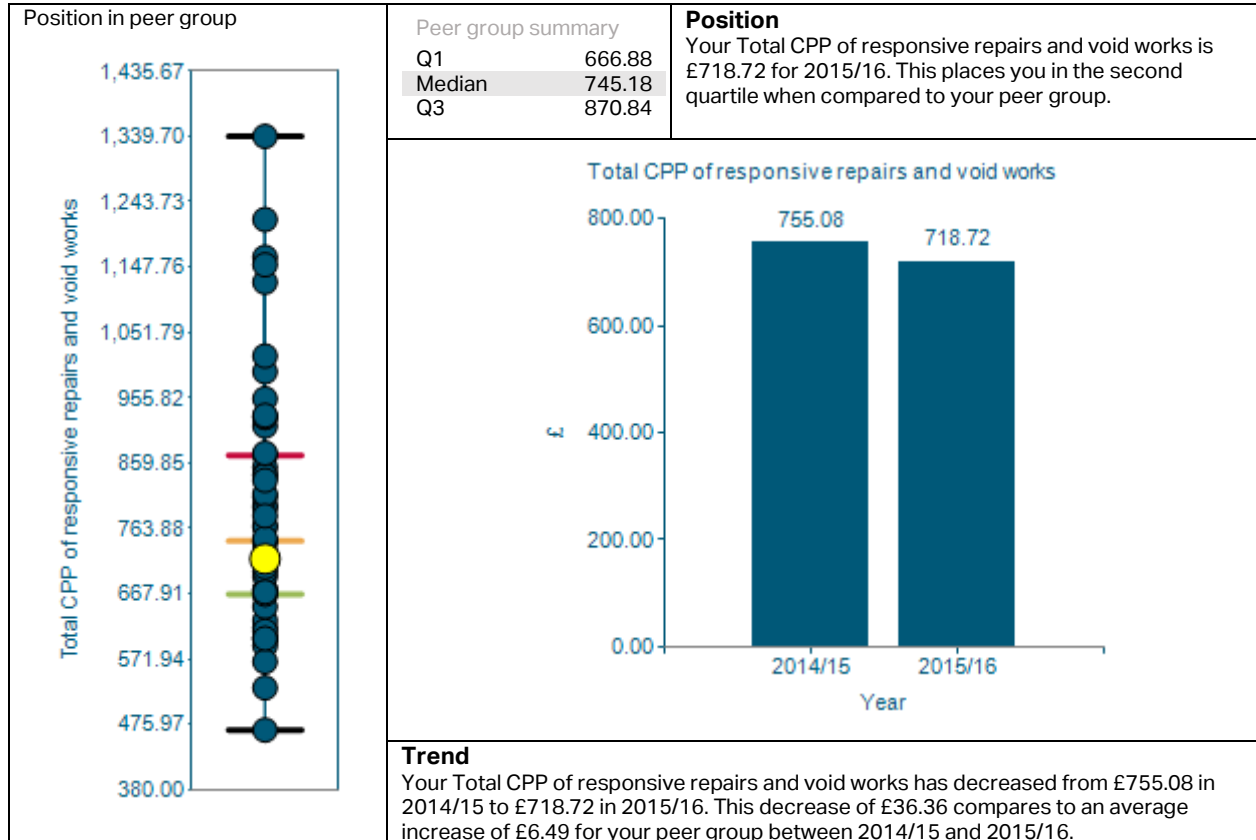 Position in peer group
Total CPP of responsive repairs and void works
1,435.67
1,339.70
1,243.73
1,147.76
1,051.79
955.82
859.85
763.88
667.91
571.94
475.97
380.00
Peer group summary
Q1 666.88
Median 745.18
Q3 870.84
Position
Your Total CPP of responsive repairs and void works is
£718.72 for 2015/16. This places you in the second
quartile when compared to your peer group.
Total CPP of responsive repairs and void works
£
800.00
600.00
400.00
200.00
0.00
755.08
718.72
2014/15
2015/16
Year
Trend
Your Total CPP of responsive repairs and void works has decreased from £755.08 in
2014/15 to £718.72 in 2015/16. This decrease of £36.36 compares to an average
increase of £6.49 for your peer group between 2014/15 and 2015/16.